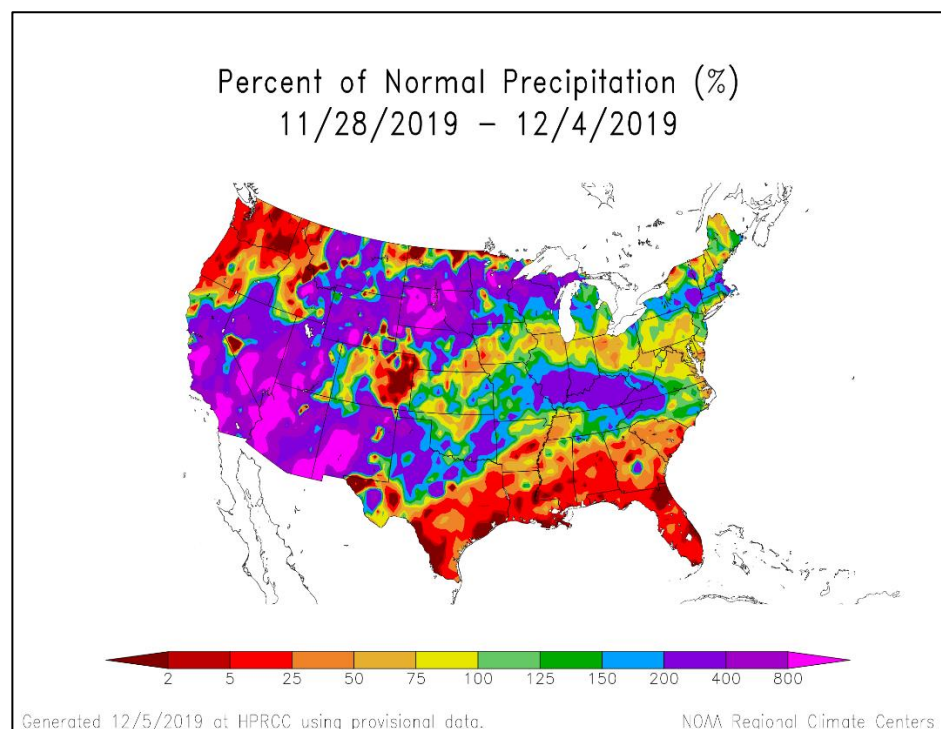 Percent of Normal Precipitation (%)
11/28/2019 – 12/4/2019
2 5 25 50 75 100 125 150 200 400 800
Generated 12/5/2019 at HPRCC using provisional data. NOAA Regional Climate Centers